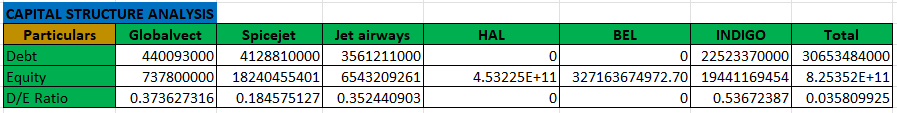 CAPITAL STRUCTURE ANALYSIS
Particulars Globalvect Spicejet Jet airways HAL BEL INDIGO Total
Debt 440093000 4128810000 3561211000 0 0 22523370000 30653484000
Equity 737800000 18240455401 6543209261 4.53225E+11 327163674972.70 19441169454 8.25352E+11
D/E Ratio 0.373627316 0.184575127 0.352440903 0 0 0.53672387 0.035809925